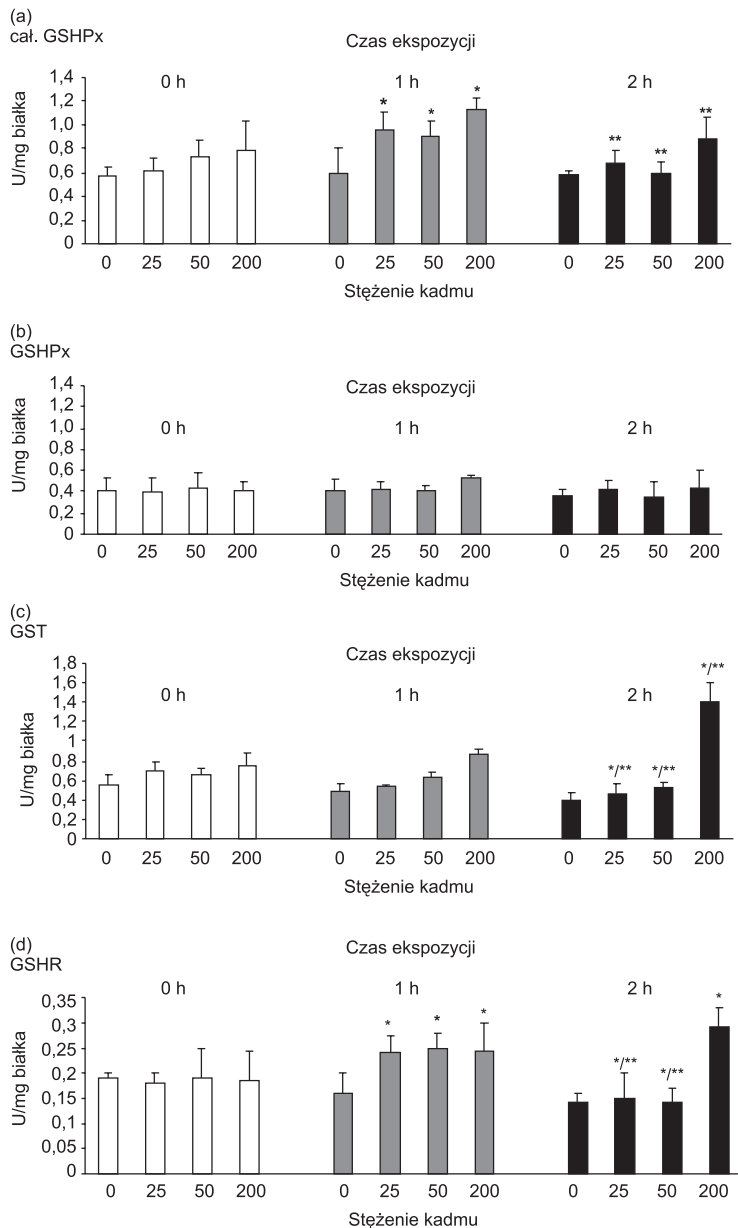 (a)
cał. GSHPx
Czas ekspozycji
0 h 1 h 2 h
U/mg białka
1,4
1,2
1,0
0,8
0,6
0,4
0,2
0
* * *
** ** **
0 25 50 200 0 25 50 200 0 25 50 200
Stężenie kadmu
(b)
GSHPx
Czas ekspozycji
0 h 1 h 2 h
U/mg białka
1,4
1,2
1,0
0,8
0,6
0,4
0,2
0
0 25 50 200 0 25 50 200 0 25 50 200
Stężenie kadmu
(c)
GST
Czas ekspozycji
0 h 1 h 2 h
U/mg białka
1,8
1,6
1,4
1,2
1
0,8
0,6
0,4
0,2
0
*/** */** */**
0 25 50 200 0 25 50 200 0 25 50 200
Stężenie kadmu
(d)
GSHR
Czas ekspozycji
0 h 1 h 2 h
U/mg białka
0,35
0,3
0,25
0,2
0,15
0,1
0,05
0
* * *
*/** */** *
0 25 50 200 0 25 50 200 0 25 50 200
Stężenie kadmu